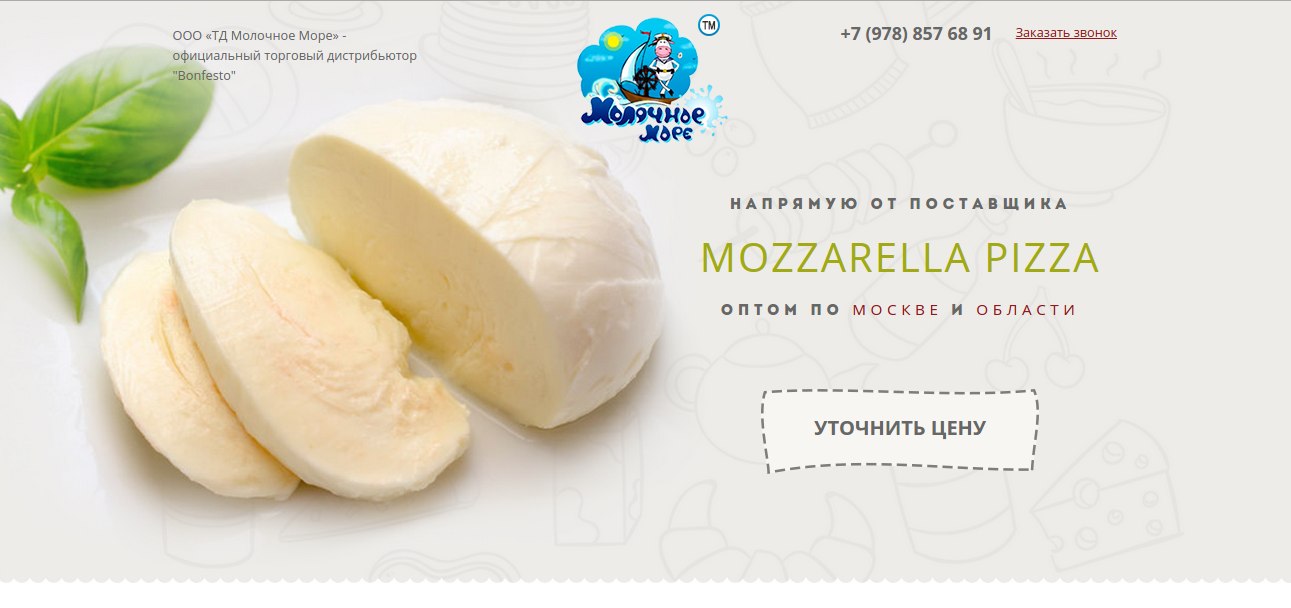 ООО «ТД Молочное Море» -
официальный торговый дистрибьютор
"Bonfesto"
TM
Молочное
Море
+7 (978) 857 68 91
Заказать звонок
НАПРЯМУЮ ОТ ПОСТАВЩИКА
MOZZARELLA PIZZA
ОПТОМ ПО МОСКВЕ И ОБЛАСТИ
УТОЧНИТЬ ЦЕНУ